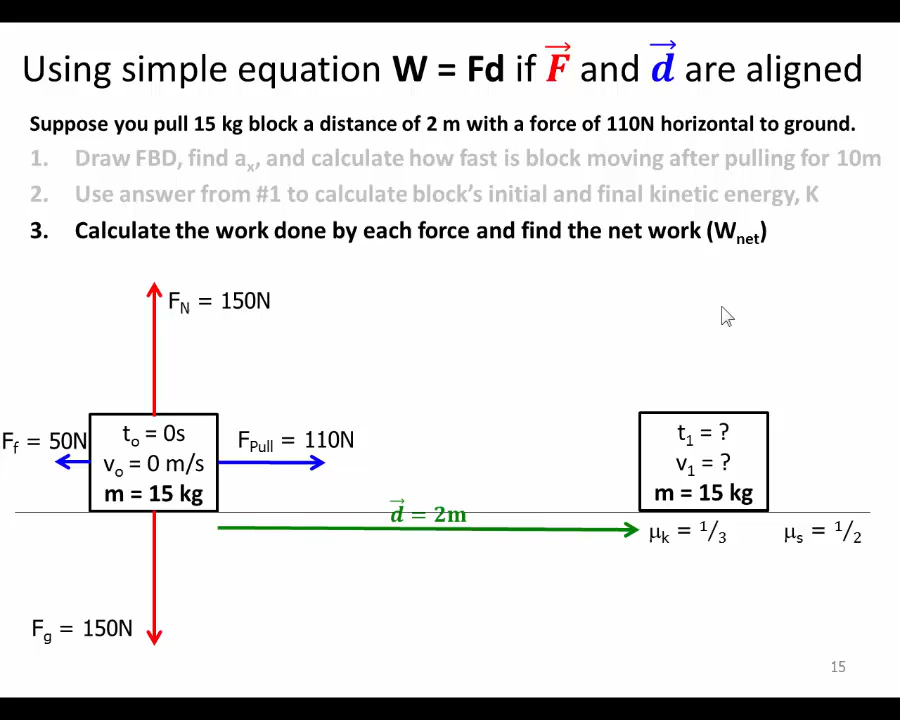 Using simple equation W = Fd if F⃗ and d⃗ are aligned
Suppose you pull 15 kg block a distance of 2 m with a force of 110N horizontal to ground.
1. Draw FBD, find aₓ, and calculate how fast is block moving after pulling for 10m
2. Use answer from #1 to calculate block's initial and final kinetic energy, K
3. Calculate the work done by each force and find the net work (Wnet)
FN = 150N
Ff = 50N
to = 0s
vo = 0 m/s
m = 15 kg
FPull = 110N
d⃗ = 2m
t₁ = ?
v₁ = ?
m = 15 kg
μk = 1/3
μs = 1/2
Fg = 150N
15